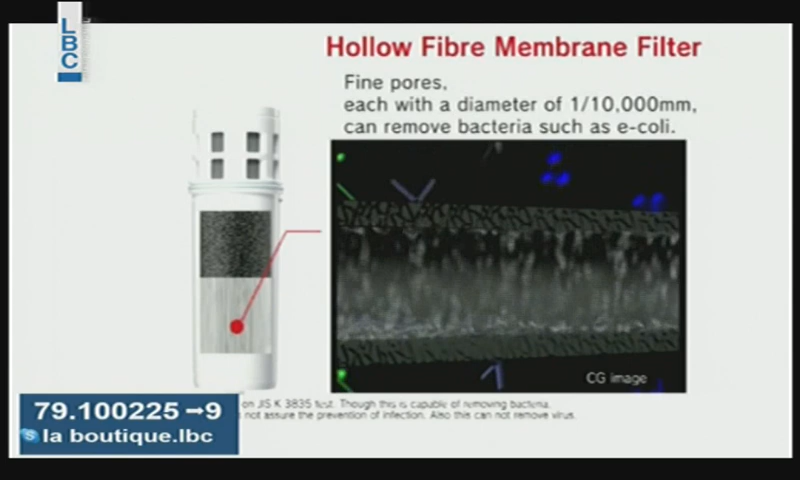 LBC
Hollow Fibre Membrane Filter
Fine pores,
each with a diameter of 1/10,000mm,
can remove bacteria such as e-coli.
CG image
on JIS K 3835 test. Though this is capable of removing bacteria,
not assure the prevention of infection. Also this can not remove virus.
79.100225➞9
la boutique.lbc